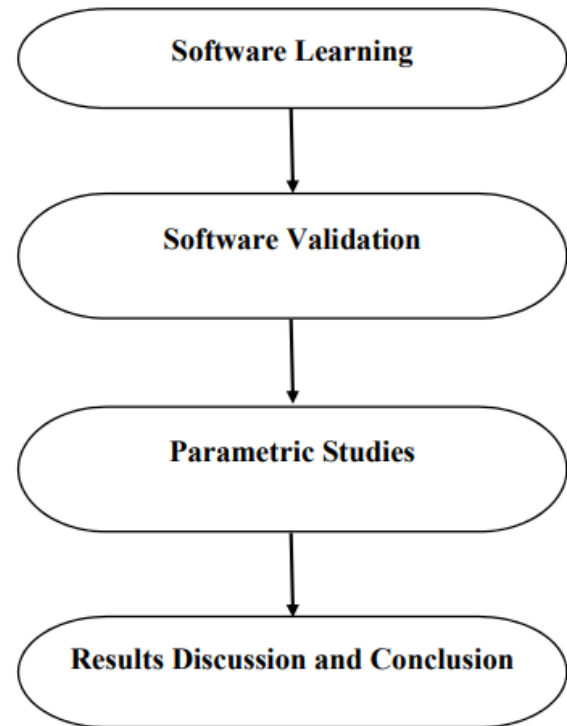 Software Learning
Software Validation
Parametric Studies
Results Discussion and Conclusion